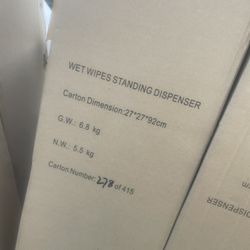 WET WIPES STANDING DISPENSER
Carton Dimension:27*27*92cm
G.W.: 6.8 kg
N.W.: 5.5 kg
Carton Number: 278 of 415
DISPENSER